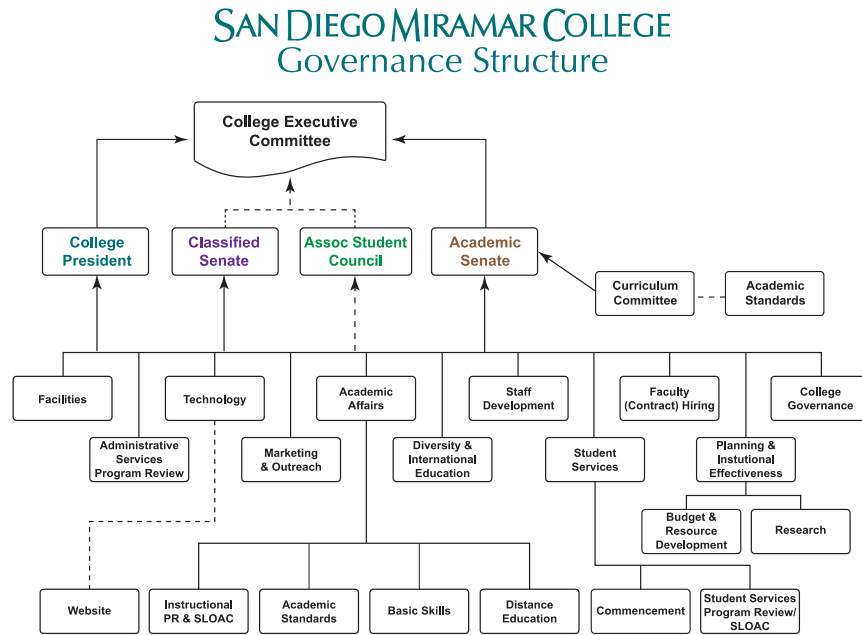 SAN DIEGO MIRAMAR COLLEGE
Governance Structure
College Executive
Committee
College
President
Classified
Senate
Assoc Student
Council
Academic
Senate
Curriculum
Committee
Academic
Standards
Facilities
Technology
Academic
Affairs
Staff
Development
Faculty
(Contract) Hiring
College
Governance
Administrative
Services
Program Review
Marketing
& Outreach
Diversity &
International
Education
Student
Services
Planning &
Instutional
Effectiveness
Budget &
Resource
Development
Research
Website
Instructional
PR & SLOAC
Academic
Standards
Basic Skills
Distance
Education
Commencement
Student Services
Program Review/
SLOAC